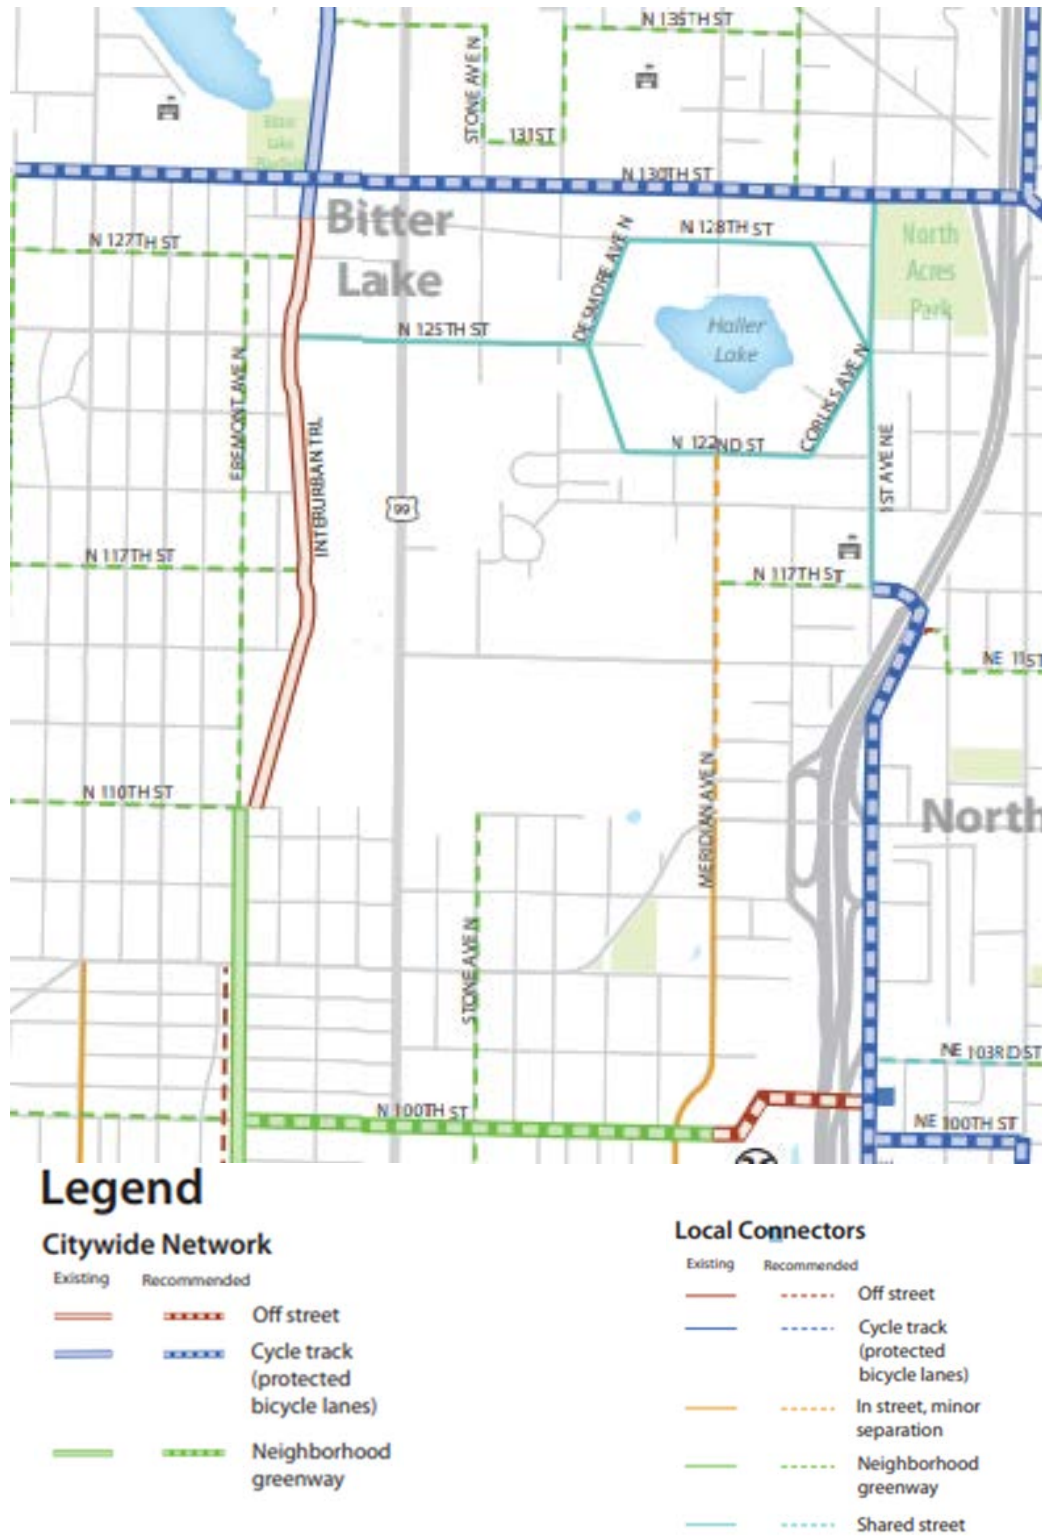 N 135TH ST
STONE AVE N
131ST
N 130TH ST
Bitter
Lake
N 127TH ST
N 128TH ST
DESMORE AVE N
North
Acres
Park
N 125TH ST
Haller
Lake
FREMONT AVE N
CORLISS AVE N
INTERURBAN TRL
N 122ND ST
1ST AVE NE
99
N 117TH ST
N 117TH ST
NE 11ST
MERIDIAN AVE N
N 110TH ST
North
STONE AVE N
NE 103RD ST
N 100TH ST
NE 100TH ST
Legend
Citywide Network
Existing Recommended
Off street
Cycle track
(protected
bicycle lanes)
Neighborhood
greenway
Local Connectors
Existing Recommended
Off street
Cycle track
(protected
bicycle lanes)
In street, minor
separation
Neighborhood
greenway
Shared street